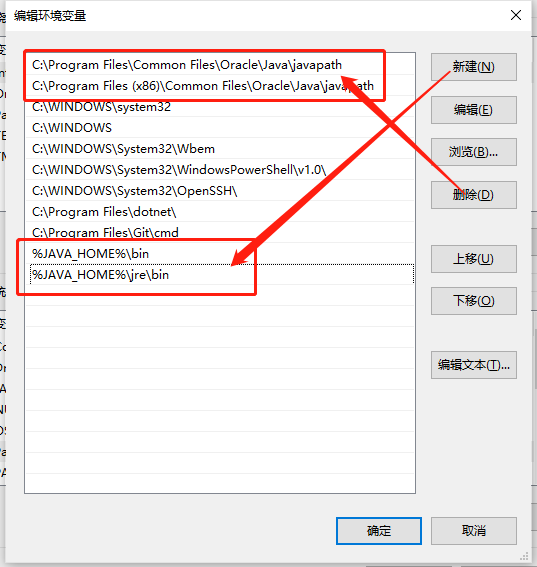 编辑环境变量
C:\Program Files\Common Files\Oracle\Java\javapath
C:\Program Files (x86)\Common Files\Oracle\Java\javapath
C:\WINDOWS\system32
C:\WINDOWS
C:\WINDOWS\System32\Wbem
C:\WINDOWS\System32\WindowsPowerShell\v1.0\
C:\WINDOWS\System32\OpenSSH\
C:\Program Files\dotnet\
C:\Program Files\Git\cmd
%JAVA_HOME%\bin
%JAVA_HOME%\jre\bin
新建(N)
编辑(E)
浏览(B)...
删除(D)
上移(U)
下移(O)
编辑文本(T)...
确定
取消